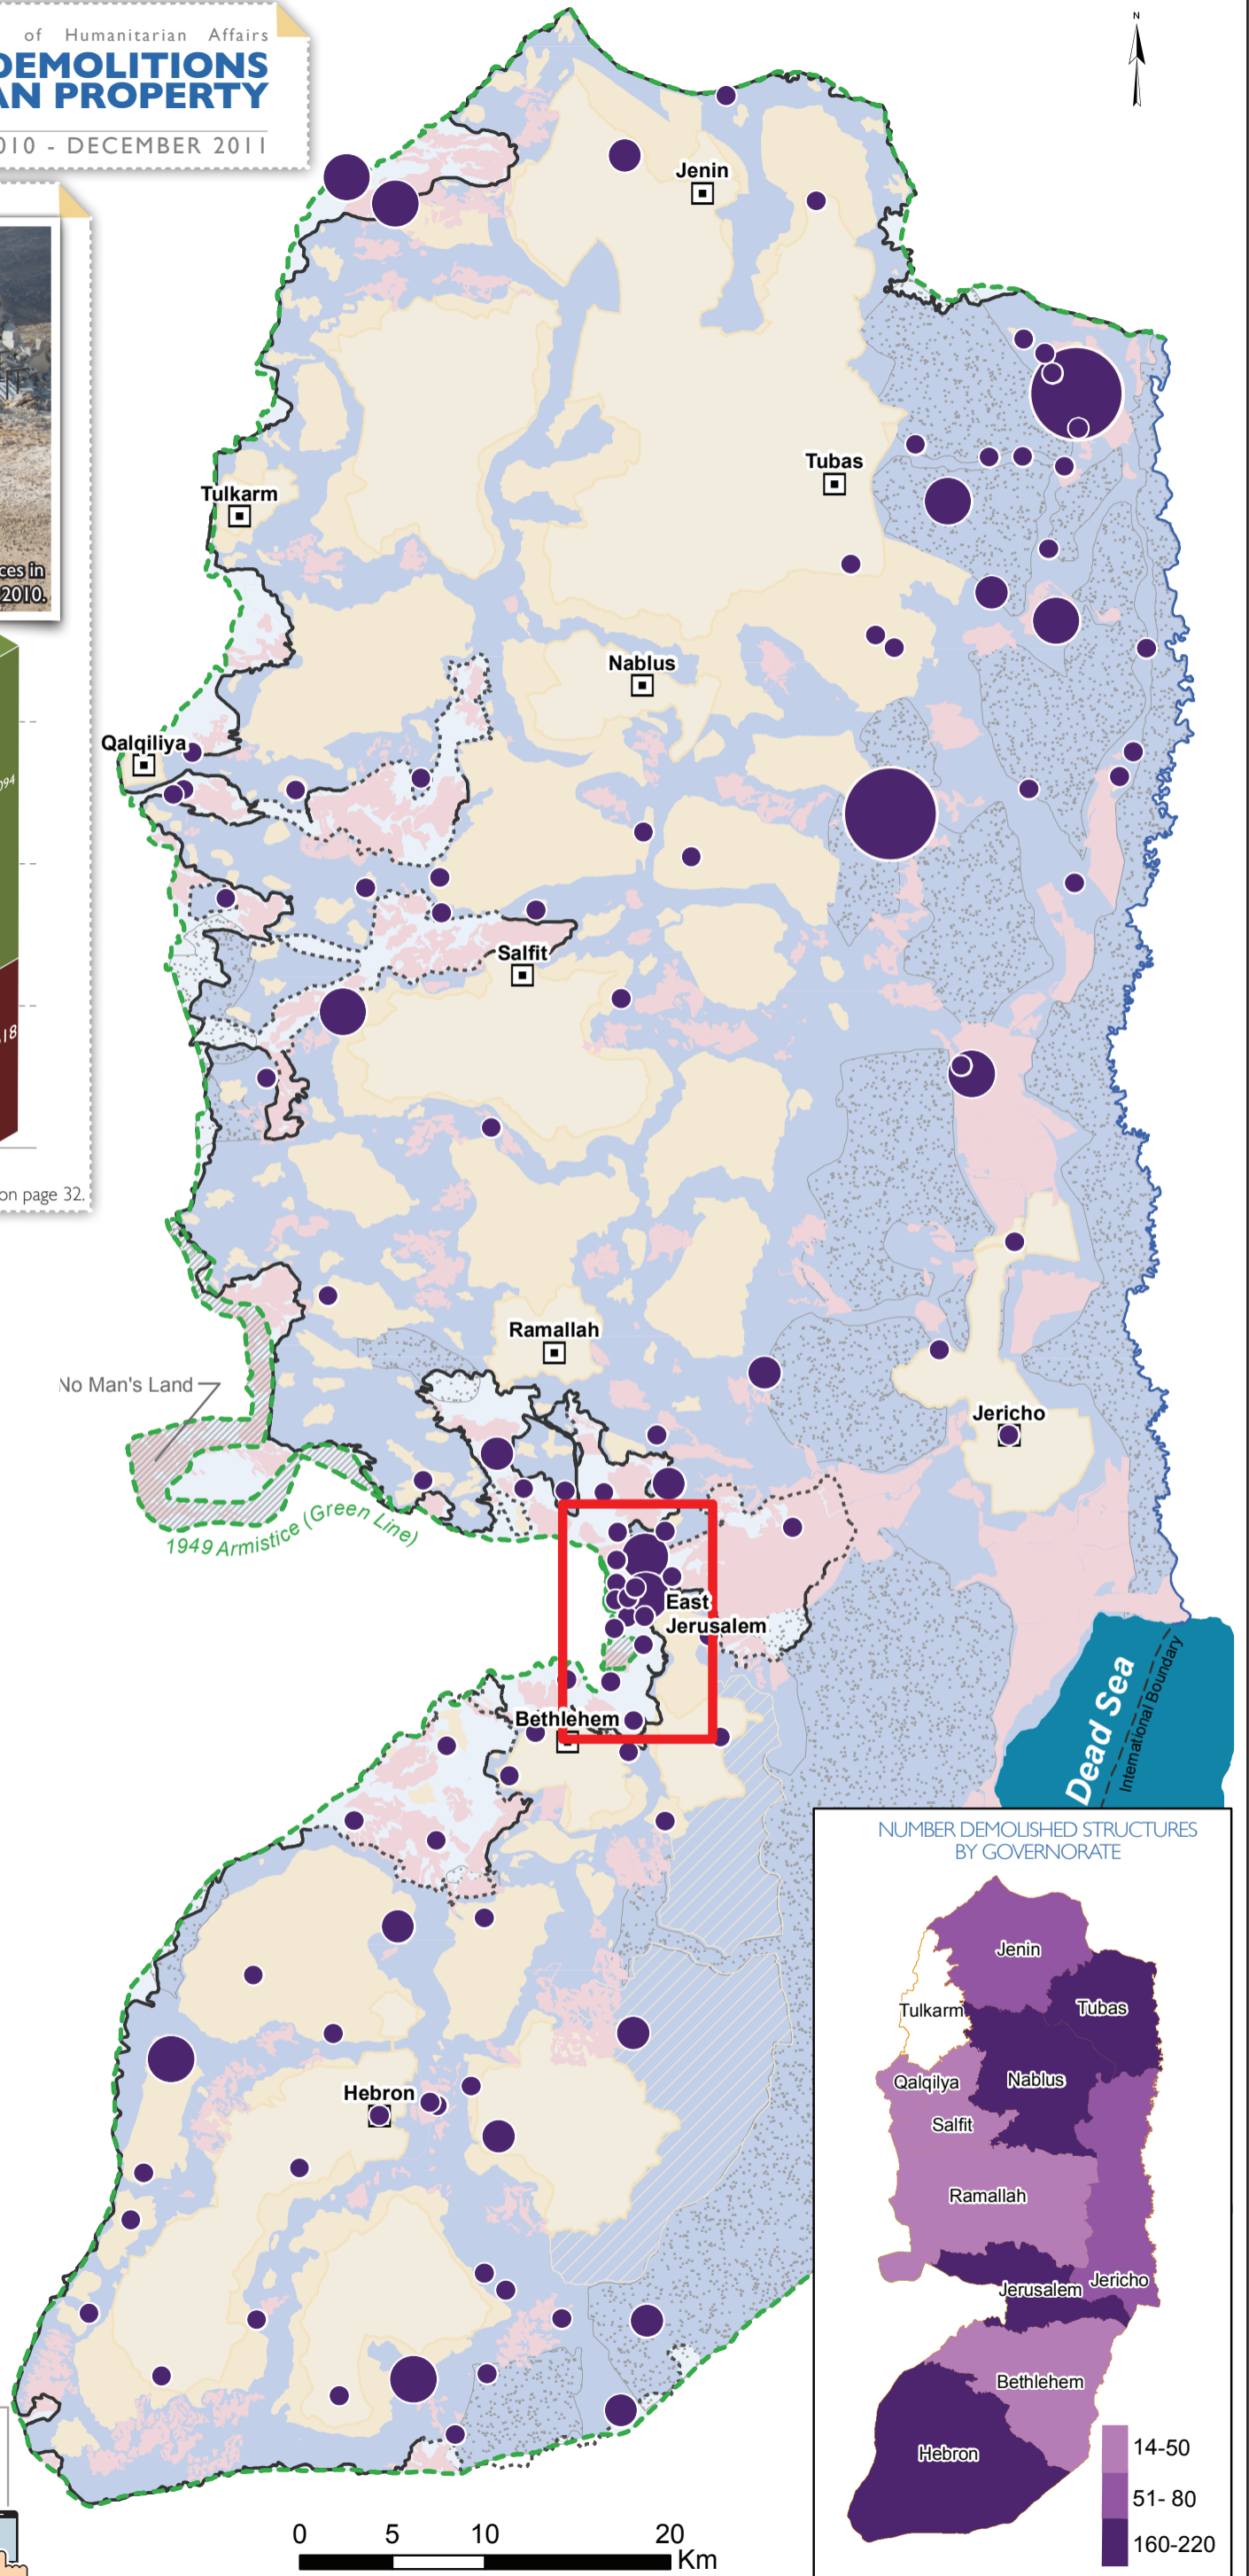 of Humanitarian Affairs
DEMOLITIONS
AN PROPERTY
010 - DECEMBER 2011
N
Jenin
Tubas
Tulkarm
ces in
2010.
Nablus
Qalqiliya
094
Salfit
18
on page 32.
Ramallah
No Man's Land
Jericho
1949 Armistice (Green Line)
East
Jerusalem
Bethlehem
Dead Sea
International Boundary
Hebron
NUMBER DEMOLISHED STRUCTURES
BY GOVERNORATE
Jenin
Tulkarm
Tubas
Qalqilya
Nablus
Salfit
Ramallah
Jericho
Jerusalem
Bethlehem
Hebron
14-50
51- 80
160-220
0 5 10 20
Km